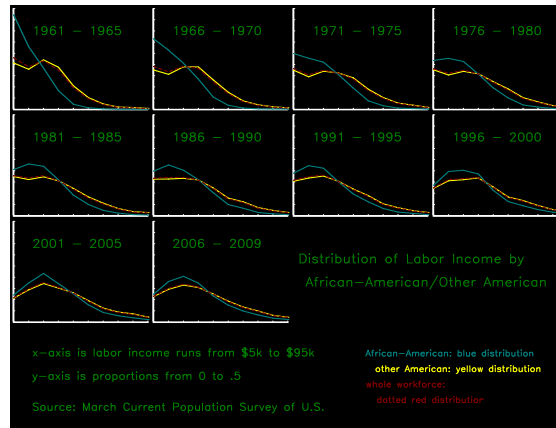 1961 – 1965
1966 – 1970
1971 – 1975
1976 – 1980
1981 – 1985
1986 – 1990
1991 – 1995
1996 – 2000
2001 – 2005
2006 – 2009
Distribution of Labor Income by
African–American/Other American
x–axis is labor income runs from $5k to $95k
y–axis is proportions from 0 to .5
Source: March Current Population Survey of U.S.
African–American: blue distribution
other American: yellow distribution
whole workforce:
dotted red distribution